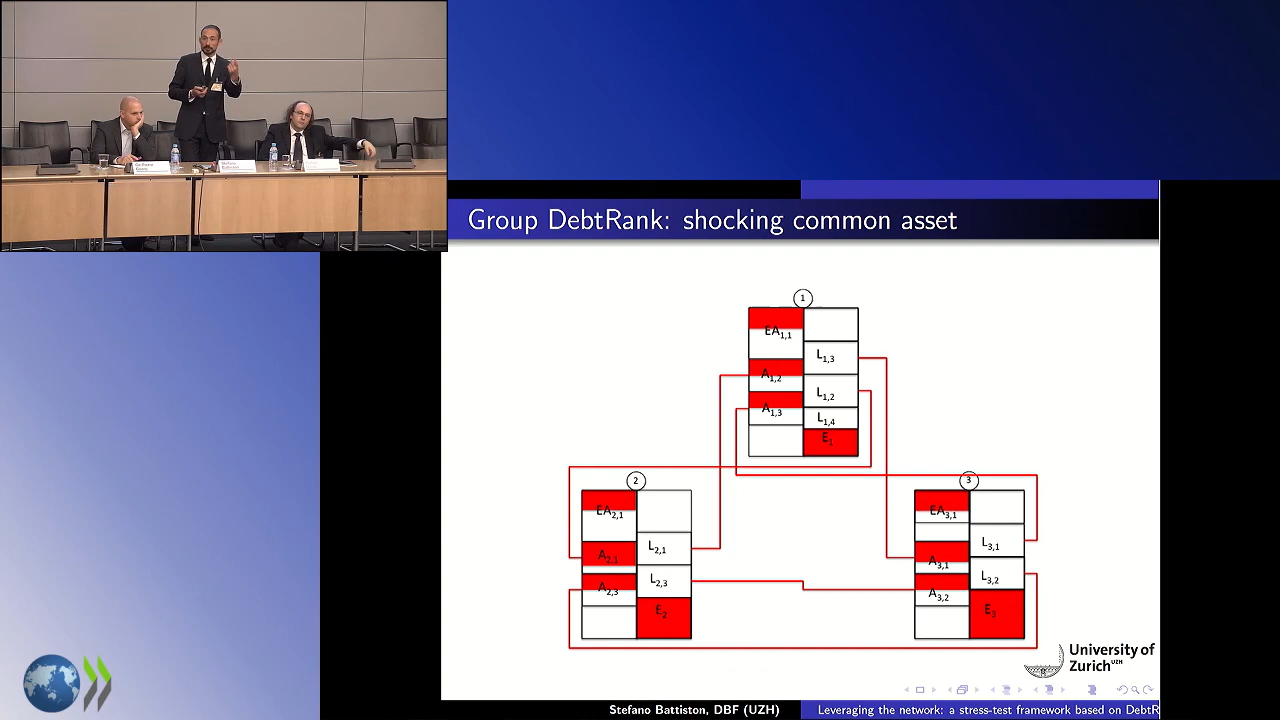 Group DebtRank: shocking common asset
1
EA1,1
L1,3
A1,2
L1,2
A1,3
L1,4
E1
2
3
EA2,1
EA3,1
L2,1
L3,1
A2,1
A3,1
L2,3
L3,2
A2,3
A3,2
E2
E3
University of
Zurich UZH
Stefano Battiston, DBF (UZH)
Leveraging the network: a stress-test framework based on DebtR